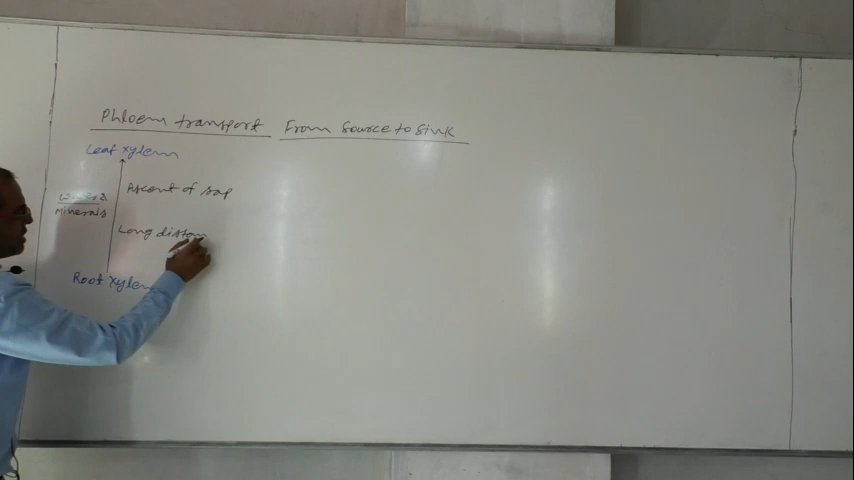 Phloem transport From Source to Sink
Leaf xylem
Ascent of sap
Minerals
Long distan
Root xylem